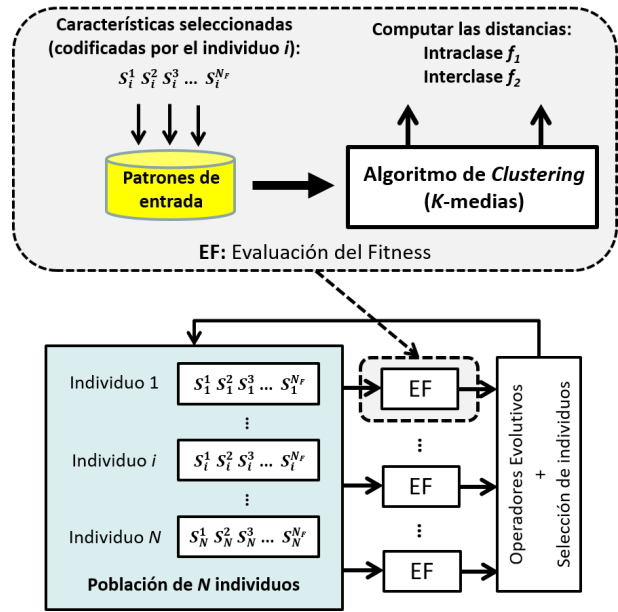 Características seleccionadas
(codificadas por el individuo i):
S_i^1 S_i^2 S_i^3 ... S_i^{N_F}
Computar las distancias:
Intraclase f_1
Interclase f_2
Patrones de
entrada
Algoritmo de Clustering
(K-medias)
EF: Evaluación del Fitness
Individuo 1
S_1^1 S_1^2 S_1^3 ... S_1^{N_F}
EF
...
...
Individuo i
S_i^1 S_i^2 S_i^3 ... S_i^{N_F}
EF
...
...
Individuo N
S_N^1 S_N^2 S_N^3 ... S_N^{N_F}
EF
Población de N individuos
Operadores Evolutivos
+
Selección de individuos